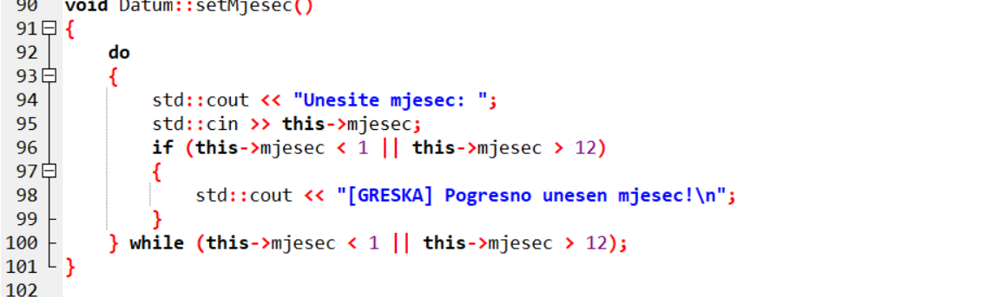 90 void Datum::setMjesec()
91 {
92 do
93 {
94 std::cout << "Unesite mjesec: ";
95 std::cin >> this->mjesec;
96 if (this->mjesec < 1 || this->mjesec > 12)
97 {
98 std::cout << "[GRESKA] Pogresno unesen mjesec!\n";
99 }
100 } while (this->mjesec < 1 || this->mjesec > 12);
101 }
102